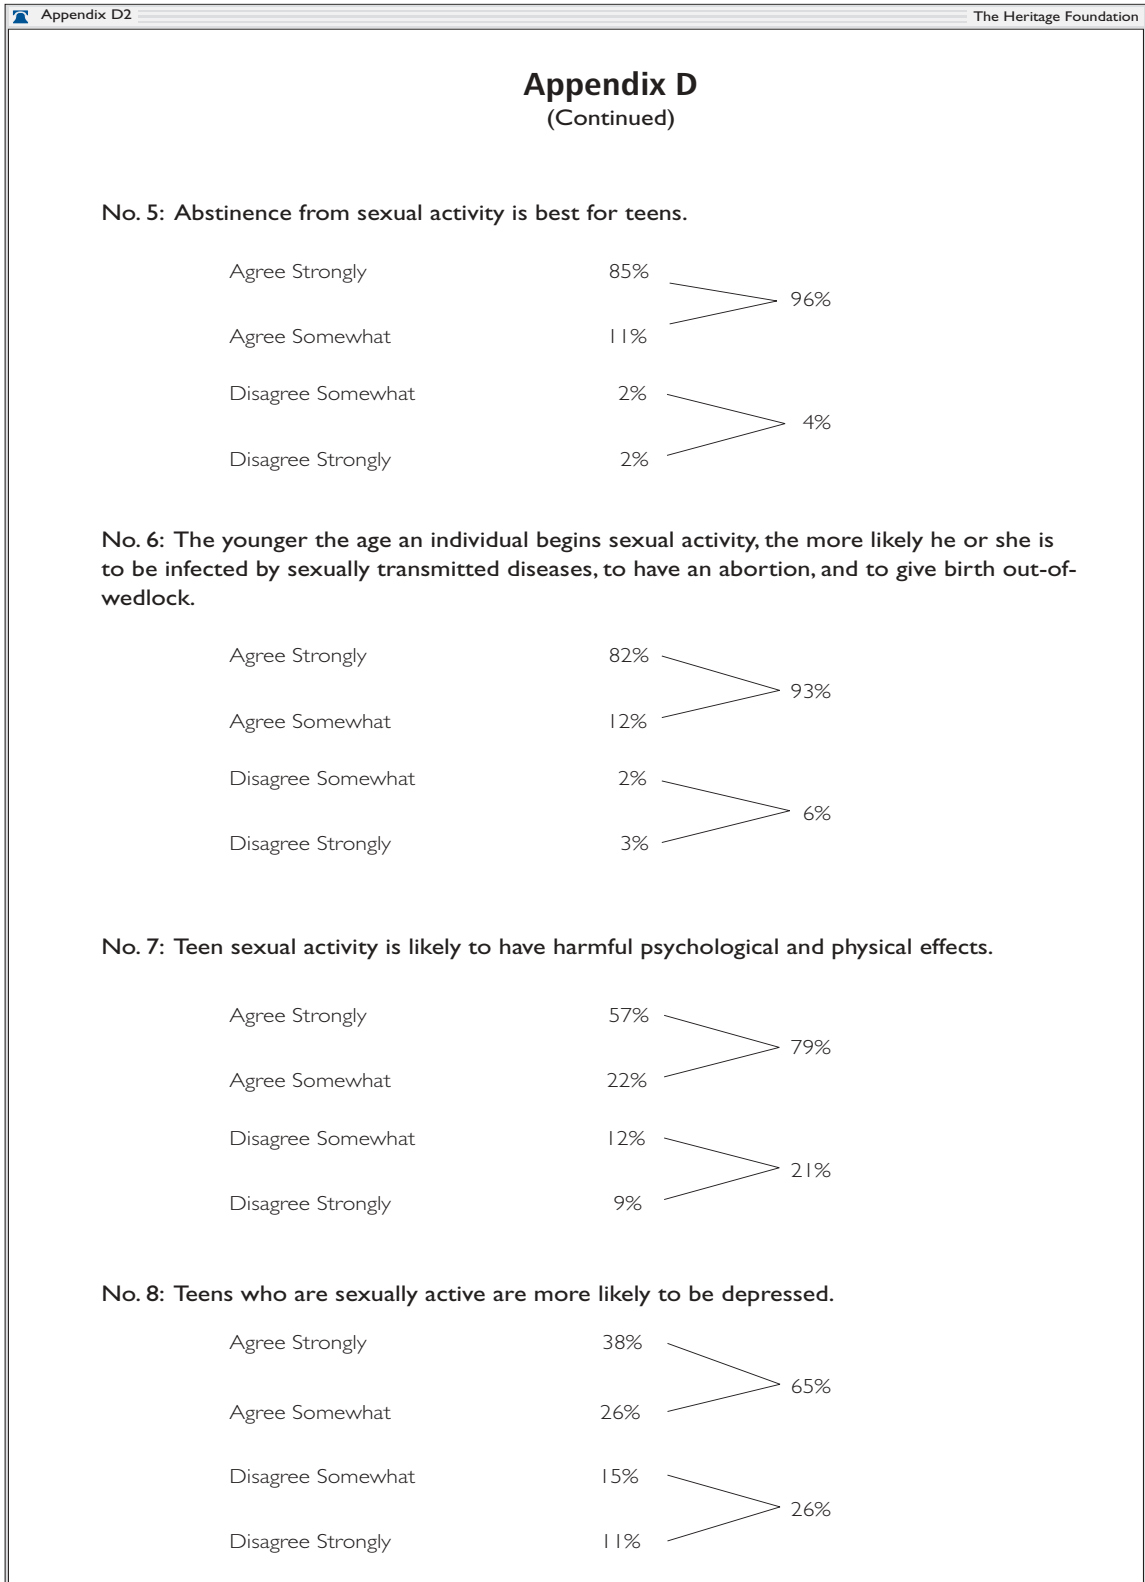 Appendix D2 The Heritage Foundation
Appendix D
(Continued)
No. 5: Abstinence from sexual activity is best for teens.
Agree Strongly 85%
96%
Agree Somewhat 11%
Disagree Somewhat 2%
4%
Disagree Strongly 2%
No. 6: The younger the age an individual begins sexual activity, the more likely he or she is
to be infected by sexually transmitted diseases, to have an abortion, and to give birth out-of-
wedlock.
Agree Strongly 82%
93%
Agree Somewhat 12%
Disagree Somewhat 2%
6%
Disagree Strongly 3%
No. 7: Teen sexual activity is likely to have harmful psychological and physical effects.
Agree Strongly 57%
79%
Agree Somewhat 22%
Disagree Somewhat 12%
21%
Disagree Strongly 9%
No. 8: Teens who are sexually active are more likely to be depressed.
Agree Strongly 38%
65%
Agree Somewhat 26%
Disagree Somewhat 15%
26%
Disagree Strongly 11%